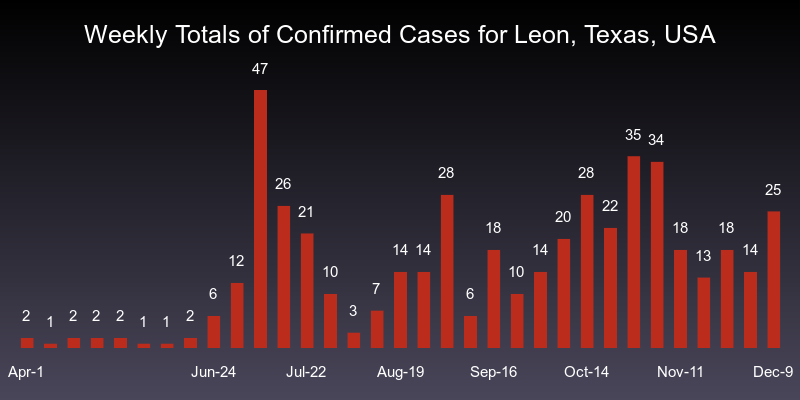 Weekly Totals of Confirmed Cases for Leon, Texas, USA
47
35 34
28 28
26 25
21 22
20
18 18 18
14 14 14 14
12 13
10 10
6 7 6
3
2 1 2 2 2 1 1 2
Apr-1 Jun-24 Jul-22 Aug-19 Sep-16 Oct-14 Nov-11 Dec-9